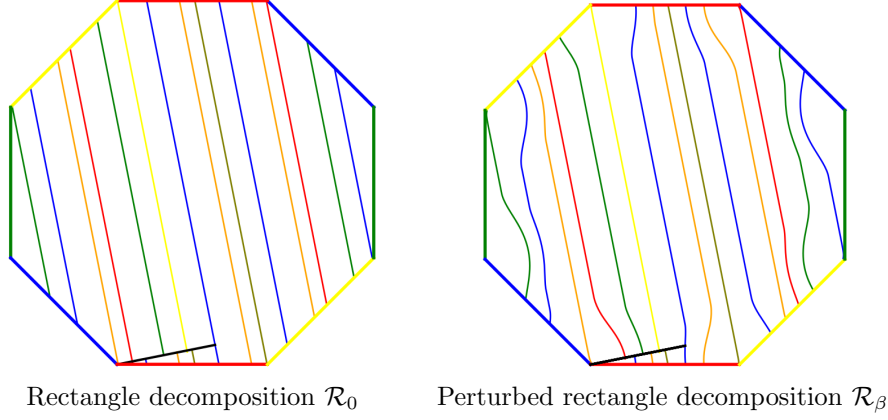 Rectangle decomposition $\mathcal{R}_0$
Perturbed rectangle decomposition $\mathcal{R}_\beta$